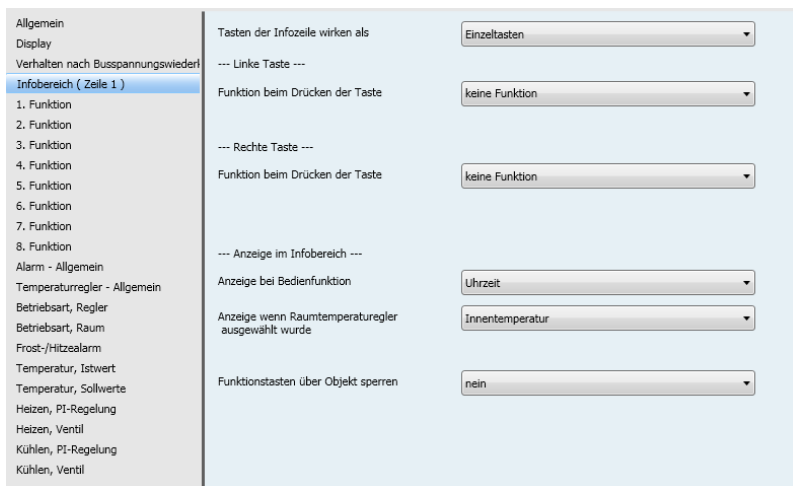 Allgemein
Display
Verhalten nach Busspannungswiederk
Infobereich ( Zeile 1 )
1. Funktion
2. Funktion
3. Funktion
4. Funktion
5. Funktion
6. Funktion
7. Funktion
8. Funktion
Alarm - Allgemein
Temperaturregler - Allgemein
Betriebsart, Regler
Betriebsart, Raum
Frost-/Hitzealarm
Temperatur, Istwert
Temperatur, Sollwerte
Heizen, PI-Regelung
Heizen, Ventil
Kühlen, PI-Regelung
Kühlen, Ventil
Tasten der Infozeile wirken als Einzeltasten
--- Linke Taste ---
Funktion beim Drücken der Taste keine Funktion
--- Rechte Taste ---
Funktion beim Drücken der Taste keine Funktion
--- Anzeige im Infobereich ---
Anzeige bei Bedienfunktion Uhrzeit
Anzeige wenn Raumtemperaturegler Innentemperatur
ausgewählt wurde
Funktionstasten über Objekt sperren nein